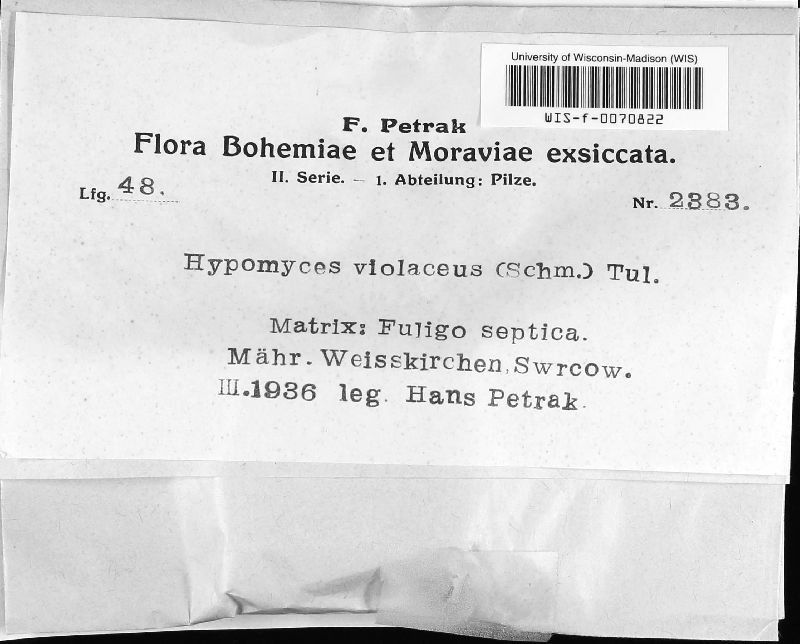 University of Wisconsin-Madison (WIS)
WIS-f-0070822
F. Petrak
Flora Bohemiae et Moraviae exsiccata.
II. Serie. — 1. Abteilung: Pilze.
Lfg. 48.
Nr. 2383.
Hypomyces violaceus (Schm.) Tul.
Matrix: Fuligo septica.
Mähr. Weisskirchen, Swrcow.
III.1936 leg. Hans Petrak.